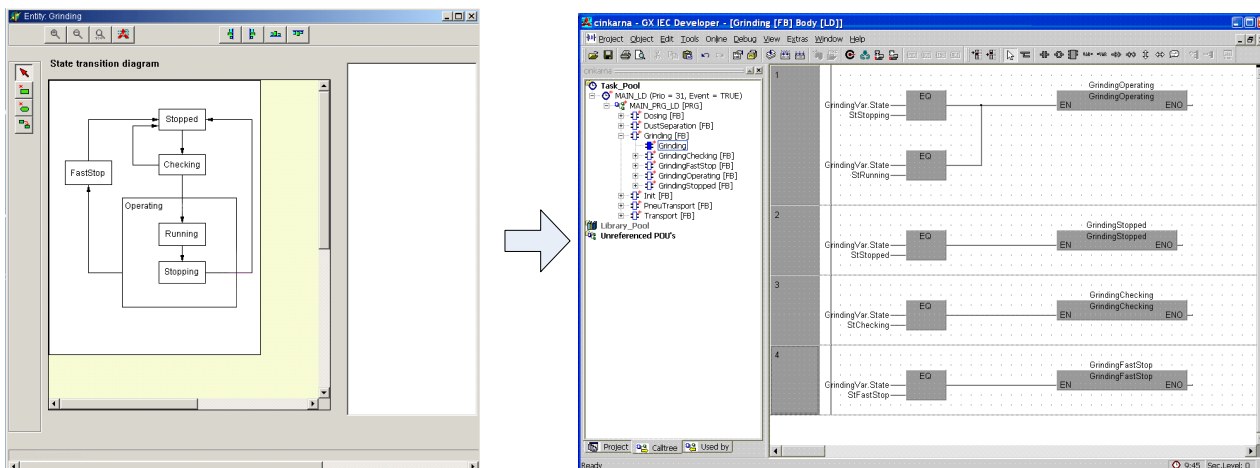 Entity: Grinding
State transition diagram
Stopped
Checking
FastStop
Operating
Running
Stopping
cinkarna - GX IEC Developer - [Grinding [FB] Body [LD]]
Project Object Edit Tools Online Debug View Extras Window Help
cinkarna
Task_Pool
MAIN_LD (Prio = 31, Event = TRUE)
MAIN_PRG_LD [PRG]
Dosing [FB]
DustSeparation [FB]
Grinding [FB]
Grinding
GrindingChecking [FB]
GrindingFastStop [FB]
GrindingOperating [FB]
GrindingStopped [FB]
Init [FB]
PneuTransport [FB]
Transport [FB]
Library_Pool
Unreferenced POU's
Project Calltree Used by
Ready
1
GrindingOperating
EQ GrindingOperating
GrindingVar.State EN ENO
StStopping
EQ
GrindingVar.State
StRunning
2
GrindingStopped
EQ GrindingStopped
GrindingVar.State EN ENO
StStopped
3
GrindingChecking
EQ GrindingChecking
GrindingVar.State EN ENO
StChecking
4
GrindingFastStop
EQ GrindingFastStop
GrindingVar.State EN ENO
StFastStop
9:45 Sec.Level: 0